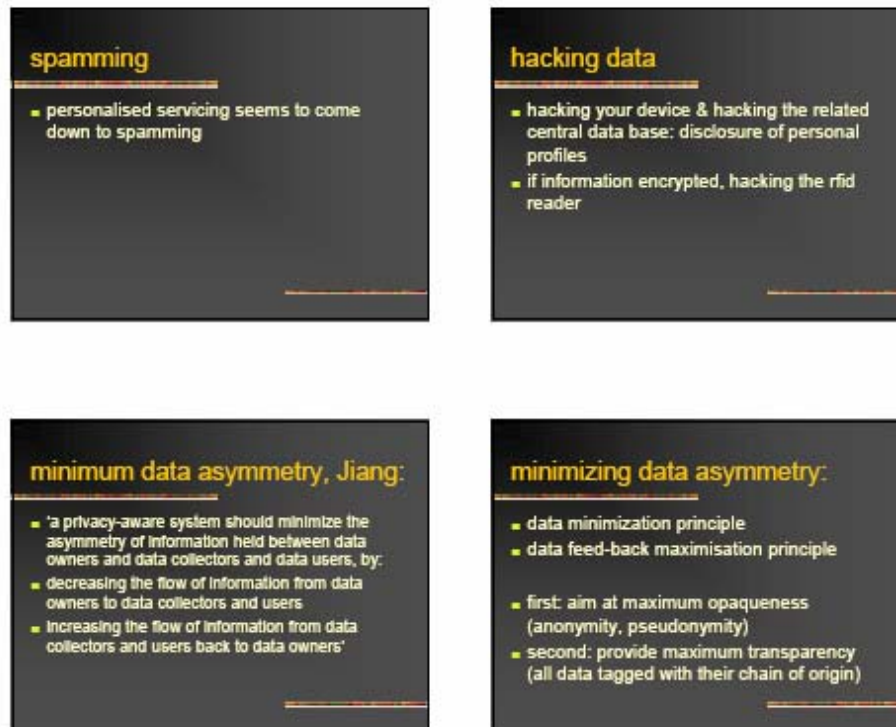 spamming
personalised servicing seems to come
down to spamming
hacking data
hacking your device & hacking the related
central data base: disclosure of personal
profiles
if information encrypted, hacking the rfid
reader
minimum data asymmetry, Jiang:
'a privacy-aware system should minimize the
asymmetry of information held between data
owners and data collectors and data users, by:
decreasing the flow of information from data
owners to data collectors and users
increasing the flow of information from data
collectors and users back to data owners'
minimizing data asymmetry:
data minimization principle
data feed-back maximisation principle
first: aim at maximum opaqueness
(anonymity, pseudonymity)
second: provide maximum transparency
(all data tagged with their chain of origin)